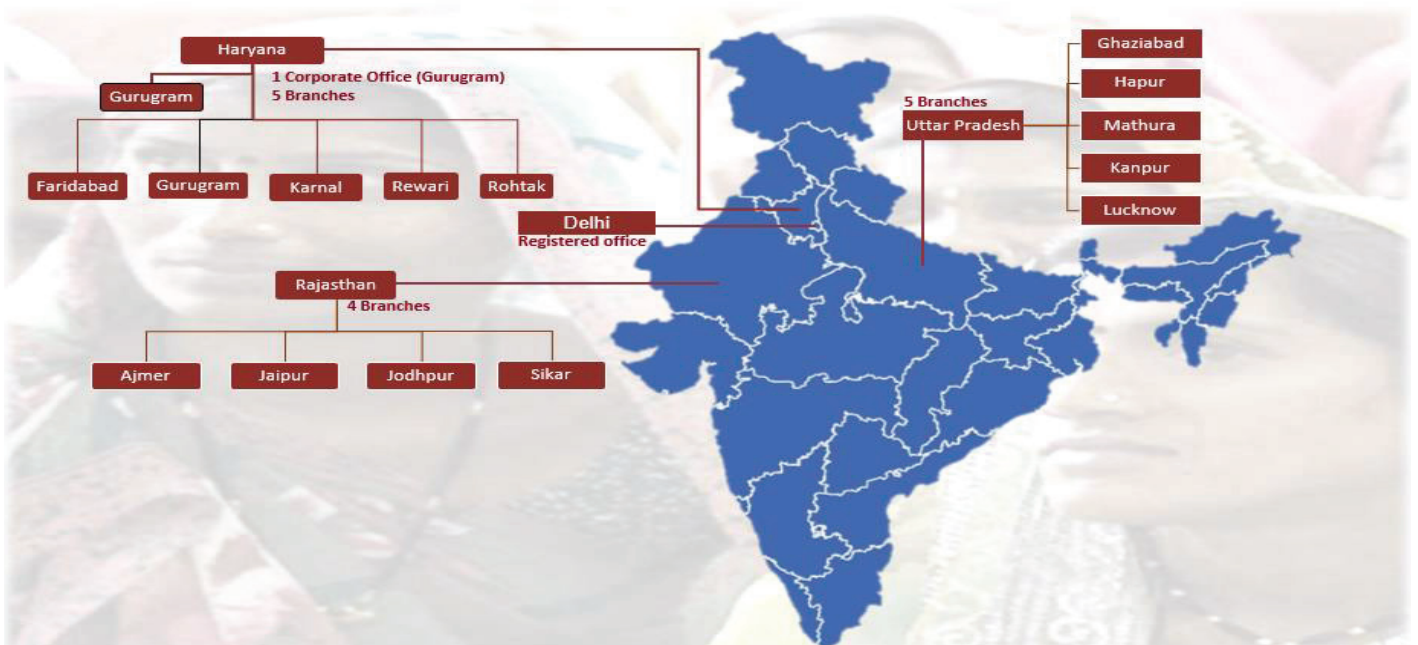 Haryana
1 Corporate Office (Gurugram)
5 Branches
Gurugram
Faridabad
Gurugram
Karnal
Rewari
Rohtak
Delhi
Registered office
Rajasthan
4 Branches
Ajmer
Jaipur
Jodhpur
Sikar
5 Branches
Uttar Pradesh
Ghaziabad
Hapur
Mathura
Kanpur
Lucknow